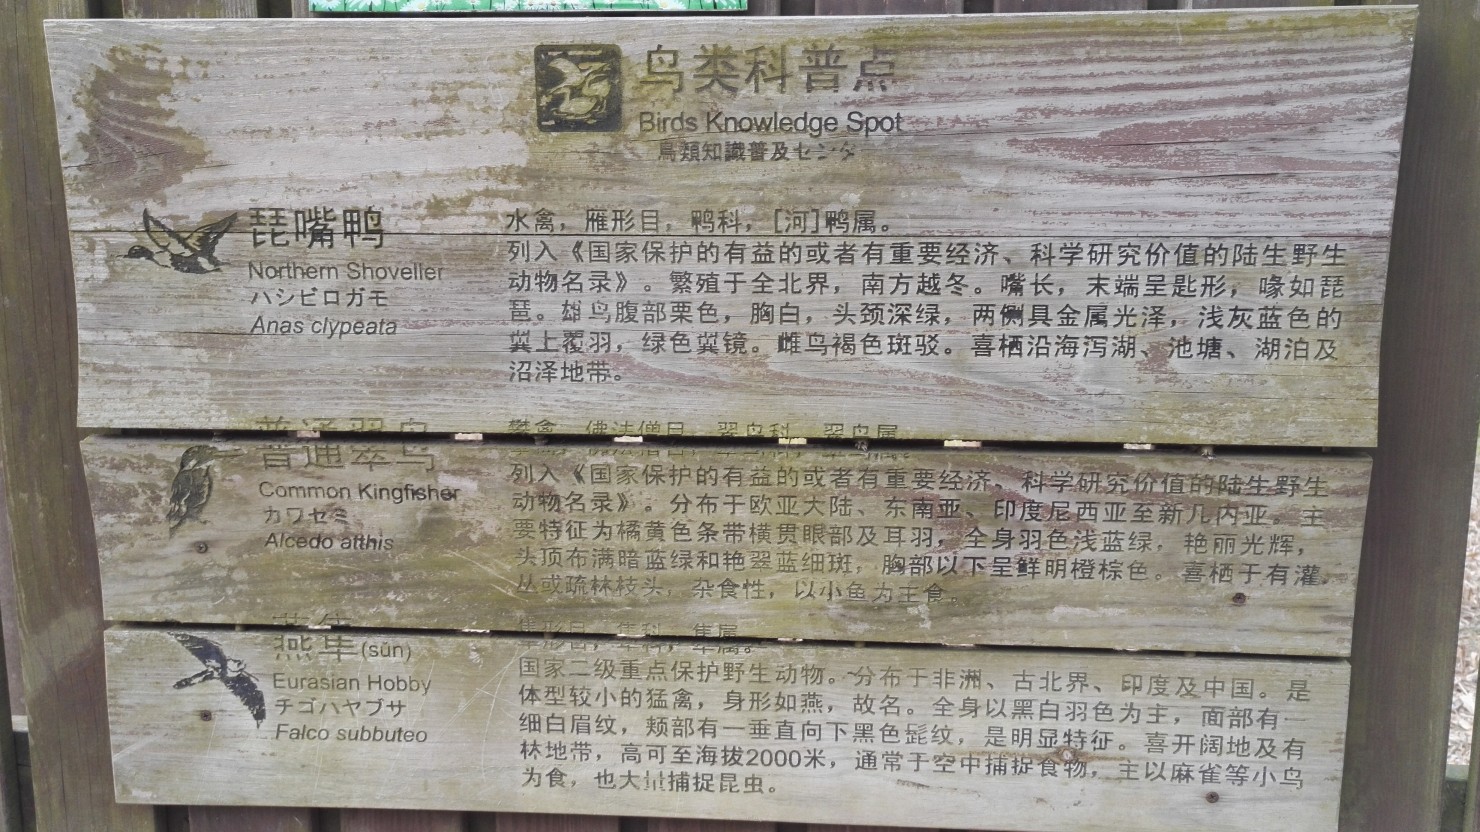 鸟类科普点
Birds Knowledge Spot
鳥類知識普及センター
琵嘴鸭
Northern Shoveller
ハシビロガモ
Anas clypeata
水禽，雁形目，鸭科，[河]鸭属。
列入《国家保护的有益的或者有重要经济、科学研究价值的陆生野生
动物名录》。繁殖于全北界，南方越冬。嘴长，末端呈匙形，喙如琵
琶。雄鸟腹部栗色，胸白，头颈深绿，两侧具金属光泽，浅灰蓝色的
翼上覆羽，绿色翼镜。雌鸟褐色斑驳。喜栖沿海泻湖、池塘、湖泊及
沼泽地带。
普通翠鸟
Common Kingfisher
カワセミ
Alcedo atthis
攀禽，佛法僧目，翠鸟科，翠鸟属。
列入《国家保护的有益的或者有重要经济、科学研究价值的陆生野生
动物名录》。分布于欧亚大陆、东南亚、印度尼西亚至新几内亚。主
要特征为橘黄色条带横贯眼部及耳羽，全身羽色浅蓝绿，艳丽光辉，
头顶布满暗蓝绿和艳翠蓝细斑，胸部以下呈鲜明橙棕色。喜栖于有灌
丛或疏林枝头，杂食性，以小鱼为主食。
燕隼(sǔn)
Eurasian Hobby
チゴハヤブサ
Falco subbuteo
隼形目，隼科，隼属。
国家二级重点保护野生动物。分布于非洲、古北界、印度及中国。是
体型较小的猛禽，身形如燕，故名。全身以黑白羽色为主，面部有一
细白眉纹，颊部有一垂直向下黑色髭纹，是明显特征。喜开阔地及有
林地带，高可至海拔2000米，通常于空中捕捉食物，主以麻雀等小鸟
为食，也大量捕捉昆虫。